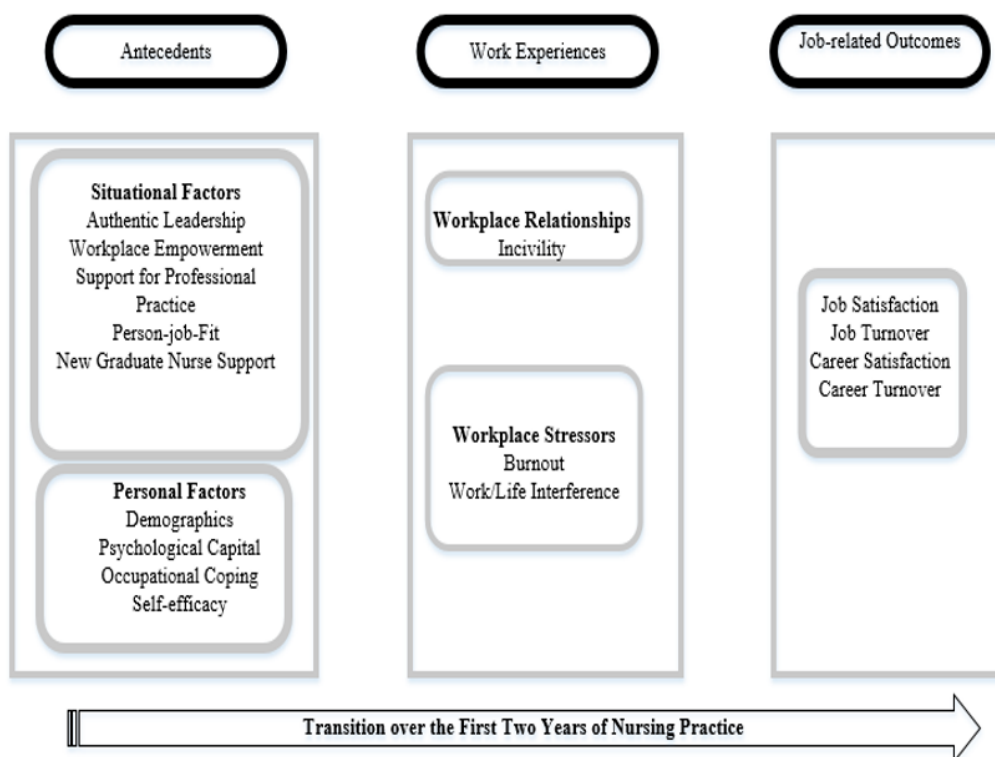 Antecedents
Work Experiences
Job-related Outcomes
Situational Factors
Authentic Leadership
Workplace Empowerment
Support for Professional
Practice
Person-job-Fit
New Graduate Nurse Support
Personal Factors
Demographics
Psychological Capital
Occupational Coping
Self-efficacy
Workplace Relationships
Incivility
Workplace Stressors
Burnout
Work/Life Interference
Job Satisfaction
Job Turnover
Career Satisfaction
Career Turnover
Transition over the First Two Years of Nursing Practice